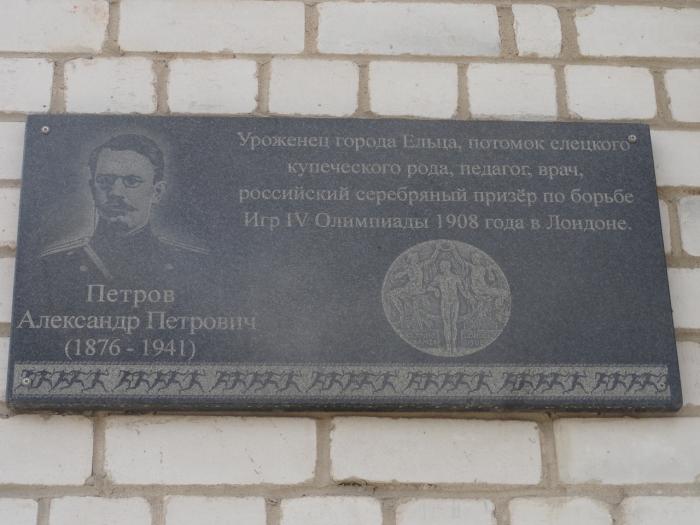 Уроженец города Ельца, потомок елецкого
купеческого рода, педагог, врач,
российский серебряный призёр по борьбе
Игр IV Олимпиады 1908 года в Лондоне.
Петров
Александр Петрович
(1876 - 1941)